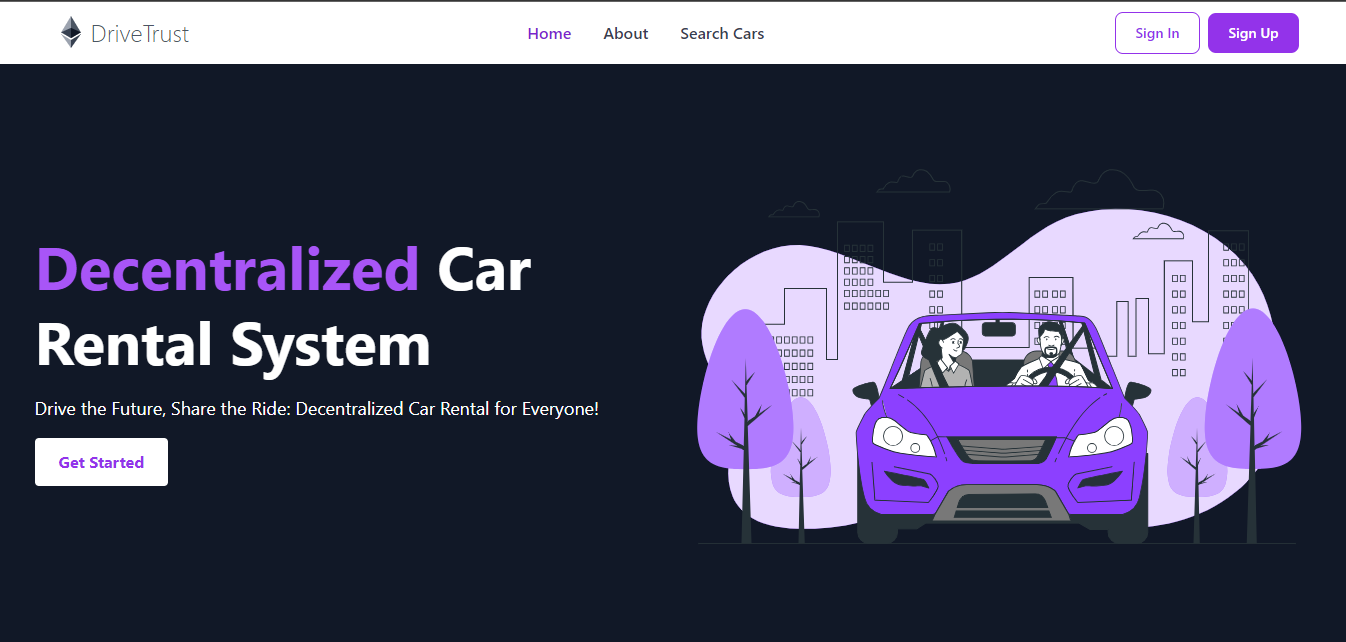 DriveTrust
Home
About
Search Cars
Sign In
Sign Up
Decentralized Car
Rental System
Drive the Future, Share the Ride: Decentralized Car Rental for Everyone!
Get Started